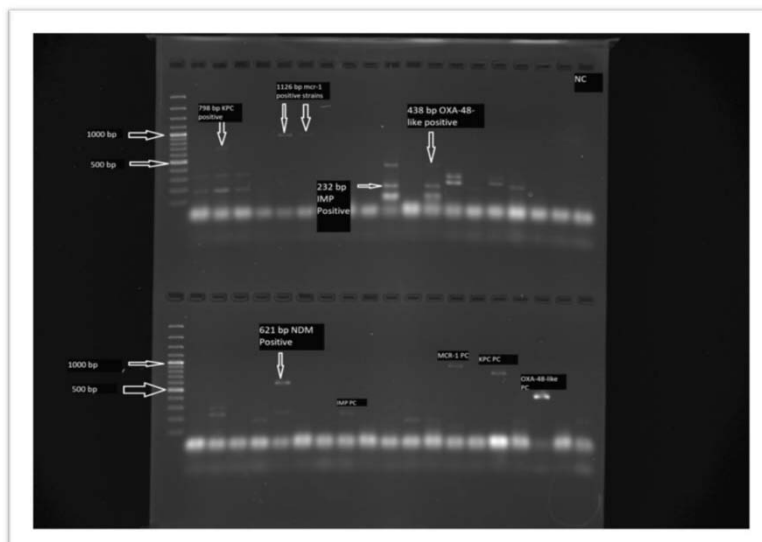 NC
798 bp KPC
positive
1126 bp mcr-1
positive strains
438 bp OXA-48-
like positive
1000 bp
500 bp
232 bp
IMP
Positive
621 bp NDM
Positive
1000 bp
500 bp
MCR-1 PC
KPC PC
OXA-48-like
PC
IMP PC